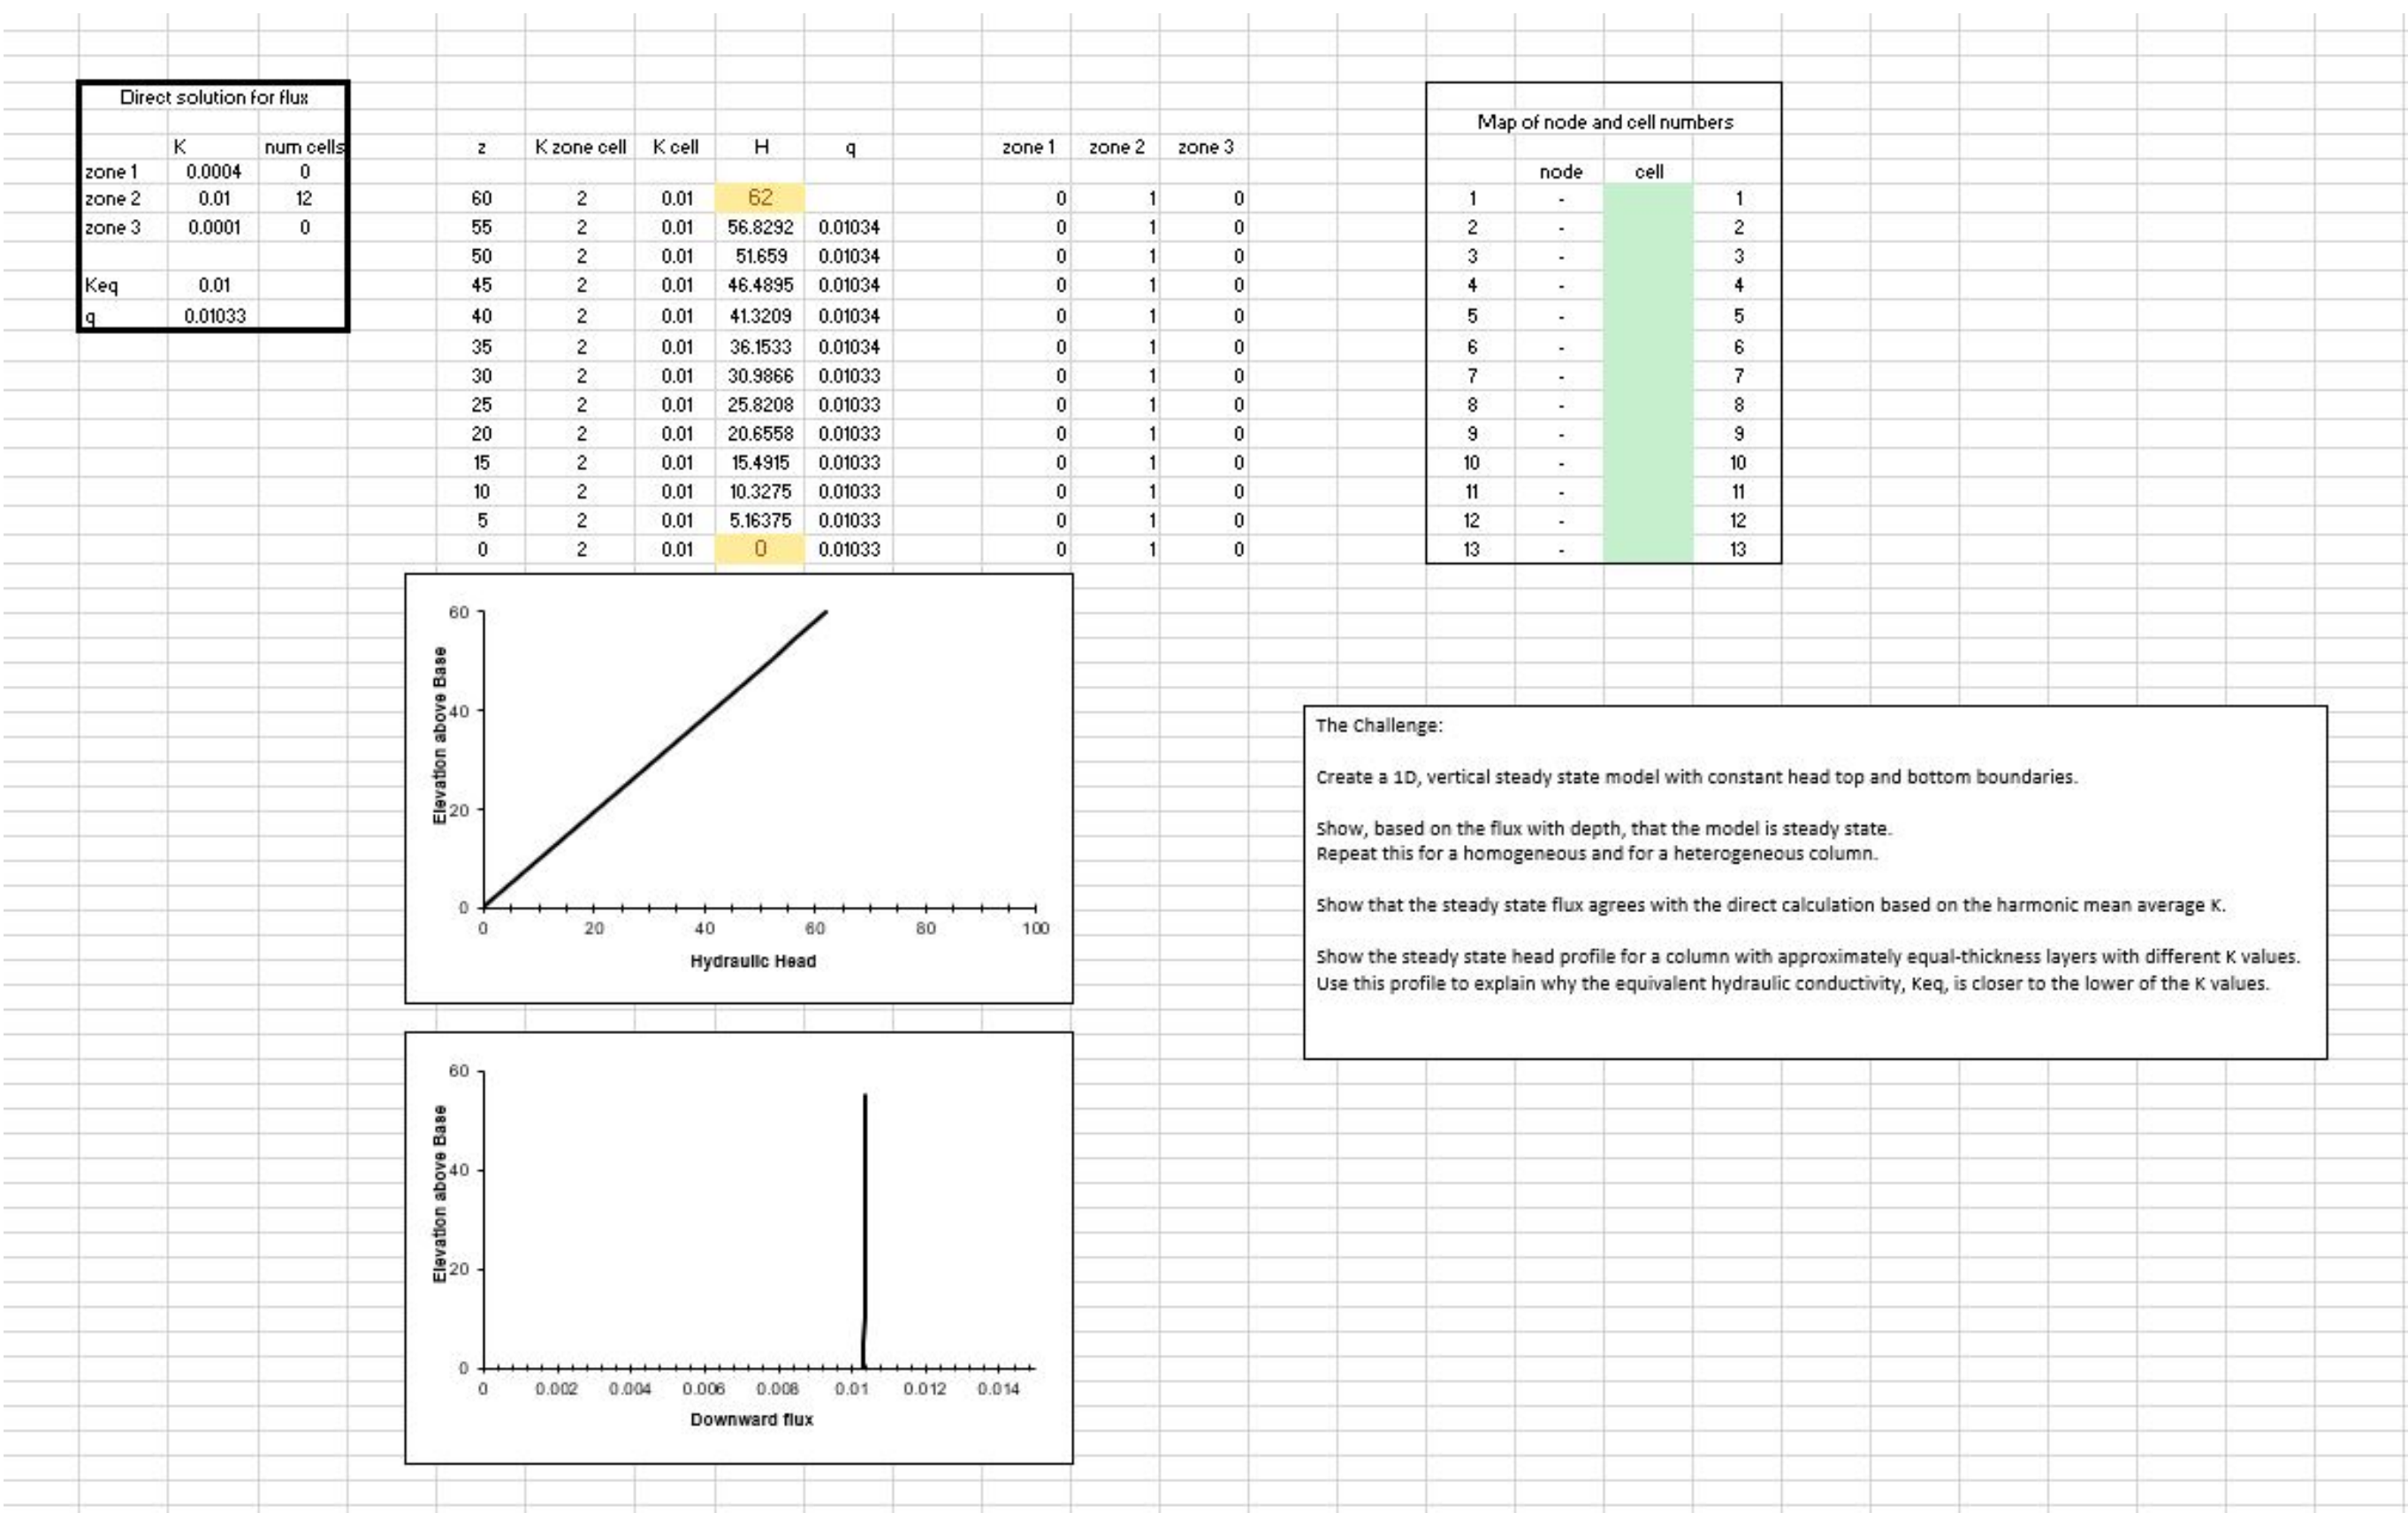 Direct solution for flux
K num cells
zone 1 0.0004 0
zone 2 0.01 12
zone 3 0.0001 0
Keq 0.01
q 0.01033
z K zone cell K cell H q zone 1 zone 2 zone 3
60 2 0.01 62 0 1 0
55 2 0.01 56.8292 0.01034 0 1 0
50 2 0.01 51.659 0.01034 0 1 0
45 2 0.01 46.4895 0.01034 0 1 0
40 2 0.01 41.3209 0.01034 0 1 0
35 2 0.01 36.1533 0.01034 0 1 0
30 2 0.01 30.9866 0.01033 0 1 0
25 2 0.01 25.8208 0.01033 0 1 0
20 2 0.01 20.6558 0.01033 0 1 0
15 2 0.01 15.4915 0.01033 0 1 0
10 2 0.01 10.3275 0.01033 0 1 0
5 2 0.01 5.16375 0.01033 0 1 0
0 2 0.01 0 0.01033 0 1 0
Map of node and cell numbers
node cell
1 - 1
2 - 2
3 - 3
4 - 4
5 - 5
6 - 6
7 - 7
8 - 8
9 - 9
10 - 10
11 - 11
12 - 12
13 - 13
Elevation above Base
60
40
20
0
0 20 40 60 80 100
Hydraulic Head
The Challenge:
Create a 1D, vertical steady state model with constant head top and bottom boundaries.
Show, based on the flux with depth, that the model is steady state.
Repeat this for a homogeneous and for a heterogeneous column.
Show that the steady state flux agrees with the direct calculation based on the harmonic mean average K.
Show the steady state head profile for a column with approximately equal-thickness layers with different K values.
Use this profile to explain why the equivalent hydraulic conductivity, Keq, is closer to the lower of the K values.
Elevation above Base
60
40
20
0
0 0.002 0.004 0.006 0.008 0.01 0.012 0.014
Downward flux